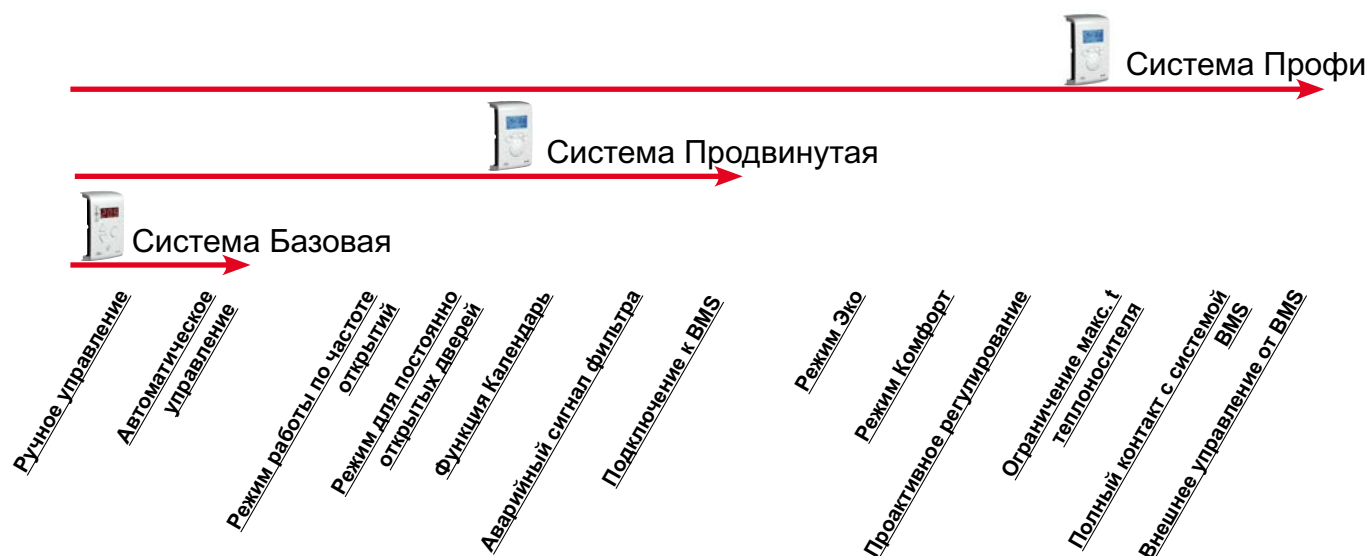 Система Профи
Система Продвинутая
Система Базовая
Ручное управление
Автоматическое
управление
Режим работы по частоте
открытий
Режим для постоянно
открытых дверей
Функция Календарь
Аварийный сигнал фильтра
Подключение к BMS
Режим Эко
Режим Комфорт
Проактивное регулирование
Ограничение макс. t
теплоносителя
Полный контакт с системой
BMS
Внешнее управление от BMS